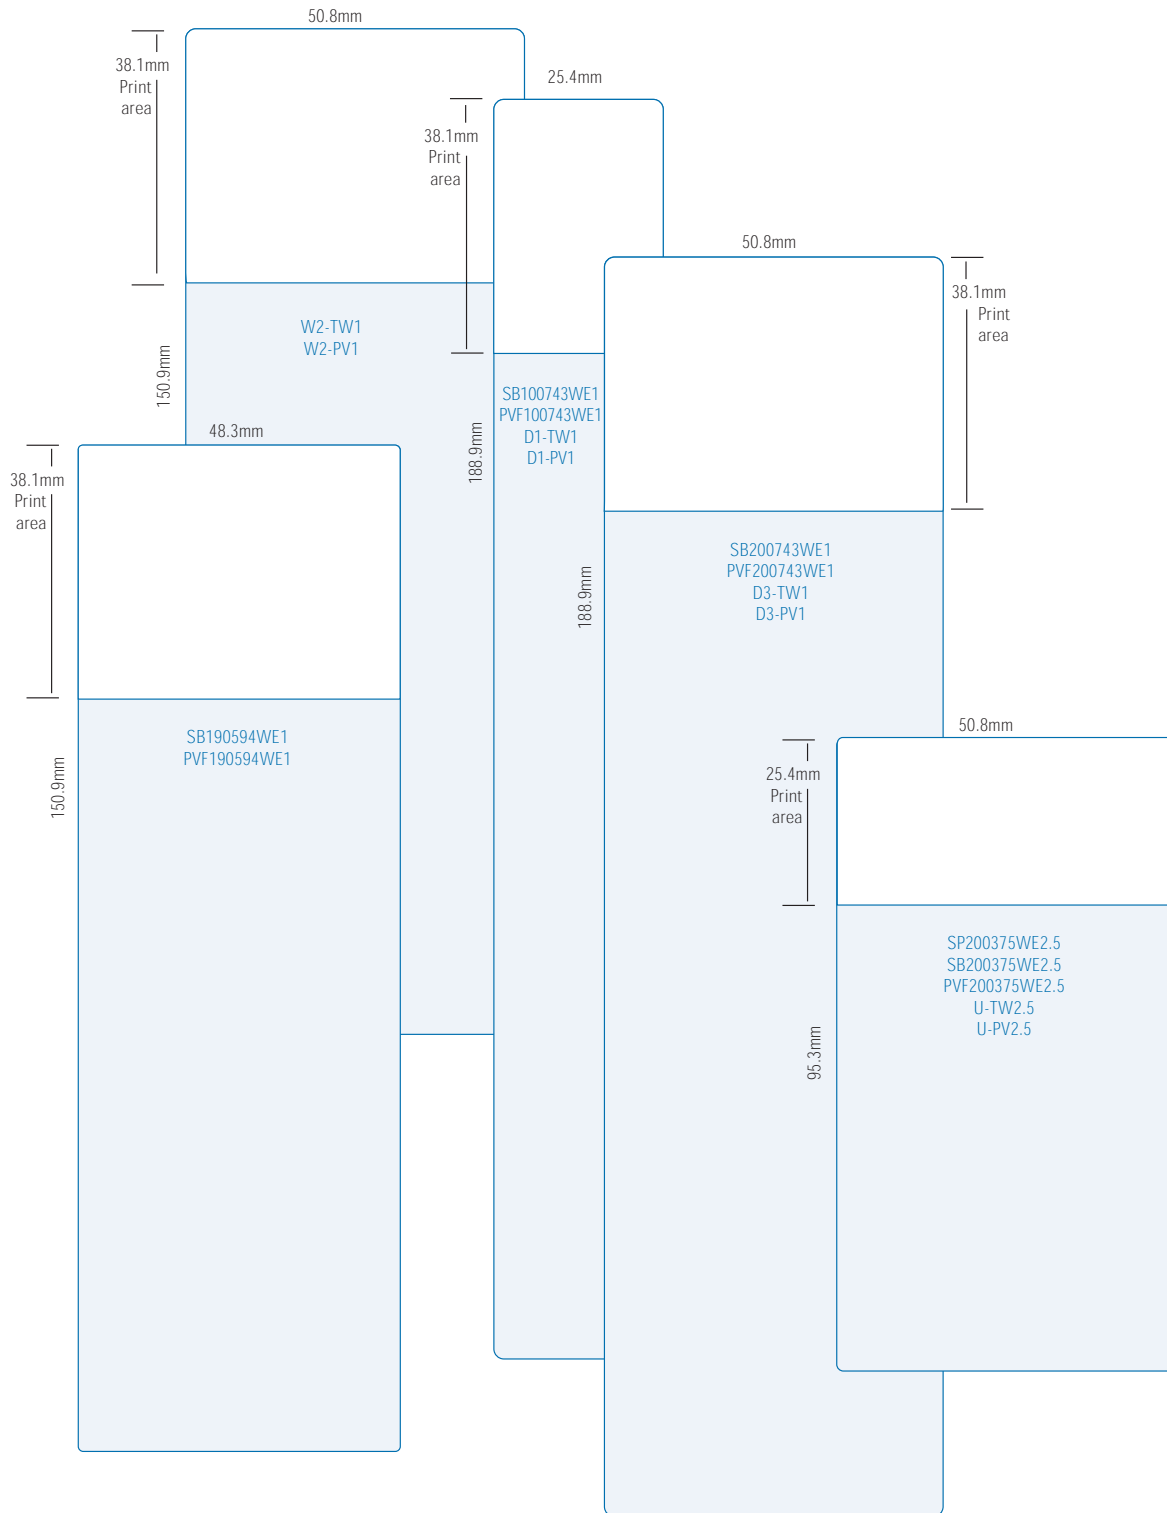 50.8mm
38.1mm
Print
area
25.4mm
38.1mm
Print
area
50.8mm
38.1mm
Print
area
W2-TW1
W2-PV1
150.9mm
SB100743WE1
PVF100743WE1
D1-TW1
D1-PV1
188.9mm
48.3mm
38.1mm
Print
area
SB200743WE1
PVF200743WE1
D3-TW1
D3-PV1
188.9mm
SB190594WE1
PVF190594WE1
150.9mm
50.8mm
25.4mm
Print
area
SP200375WE2.5
SB200375WE2.5
PVF200375WE2.5
U-TW2.5
U-PV2.5
95.3mm